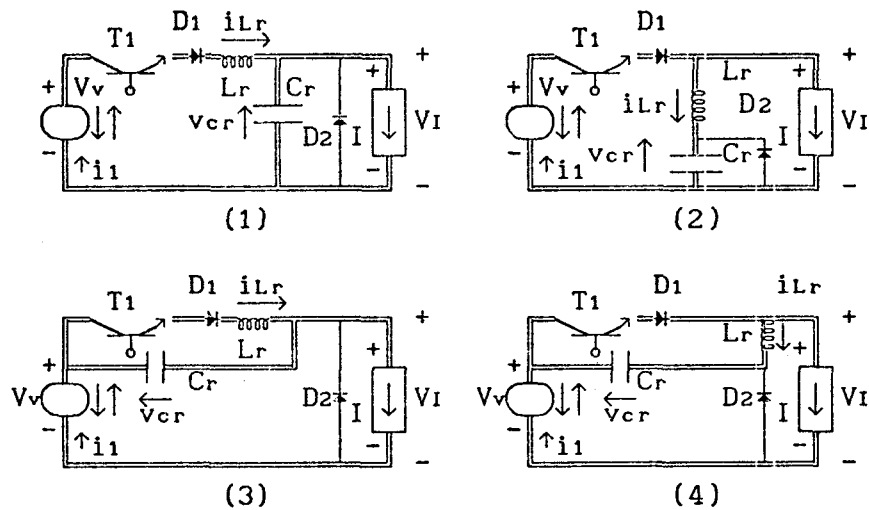 D1 iLr
T1
+
+ Vv Lr Cr + VI
vcr D2 I
- i1 - -
(1)
D1
T1 Lr
+
+ Vv iLr D2 + VI
vcr Cr I
- i1 - -
(2)
D1 iLr
T1
+
+ Lr +
Vv Cr D2 I VI
vcr
- i1 - -
(3)
D1 iLr
T1
+
+ Lr +
Vv Cr D2 I VI
vcr
- i1 - -
(4)